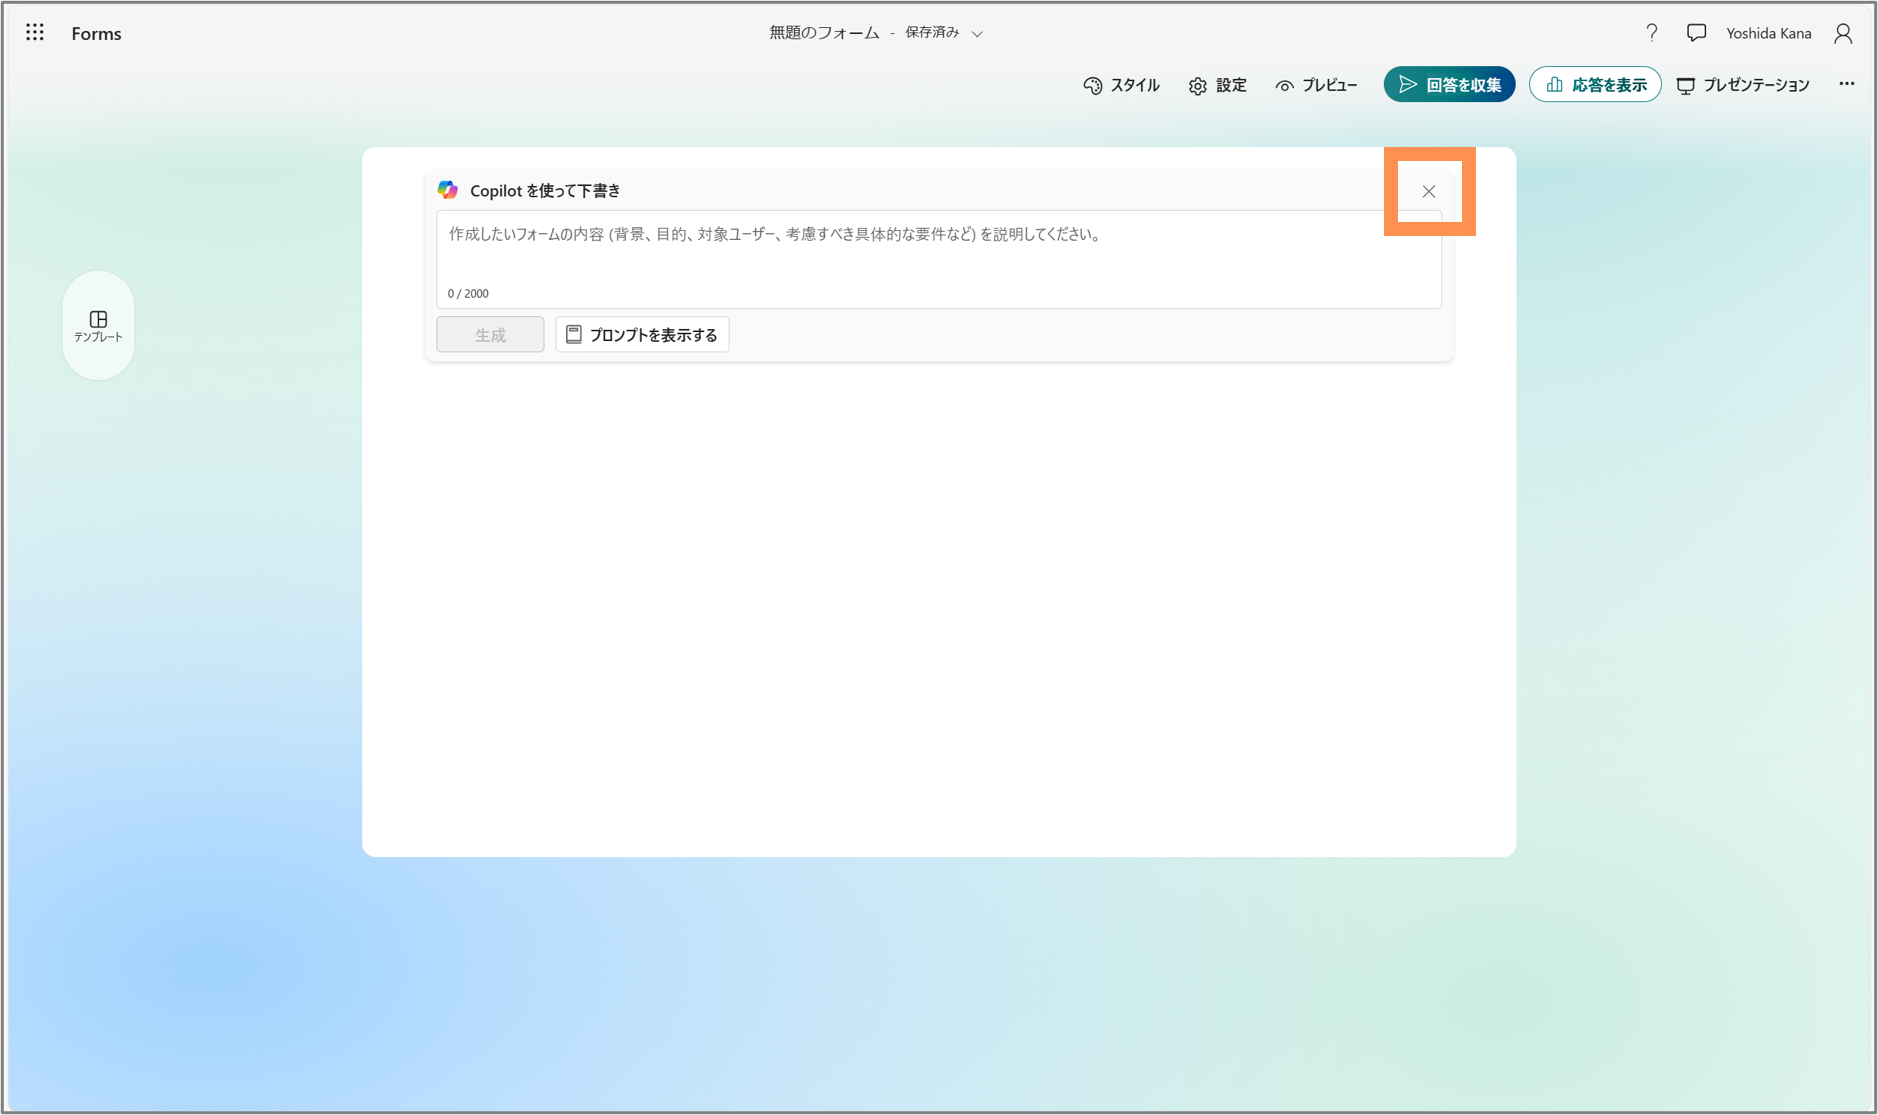 Forms
無題のフォーム - 保存済み
Yoshida Kana
スタイル
設定
プレビュー
回答を収集
応答を表示
プレゼンテーション
Copilot を使って下書き
作成したいフォームの内容 (背景、目的、対象ユーザー、考慮すべき具体的な要件など) を説明してください。
0 / 2000
生成
プロンプトを表示する
テンプレート